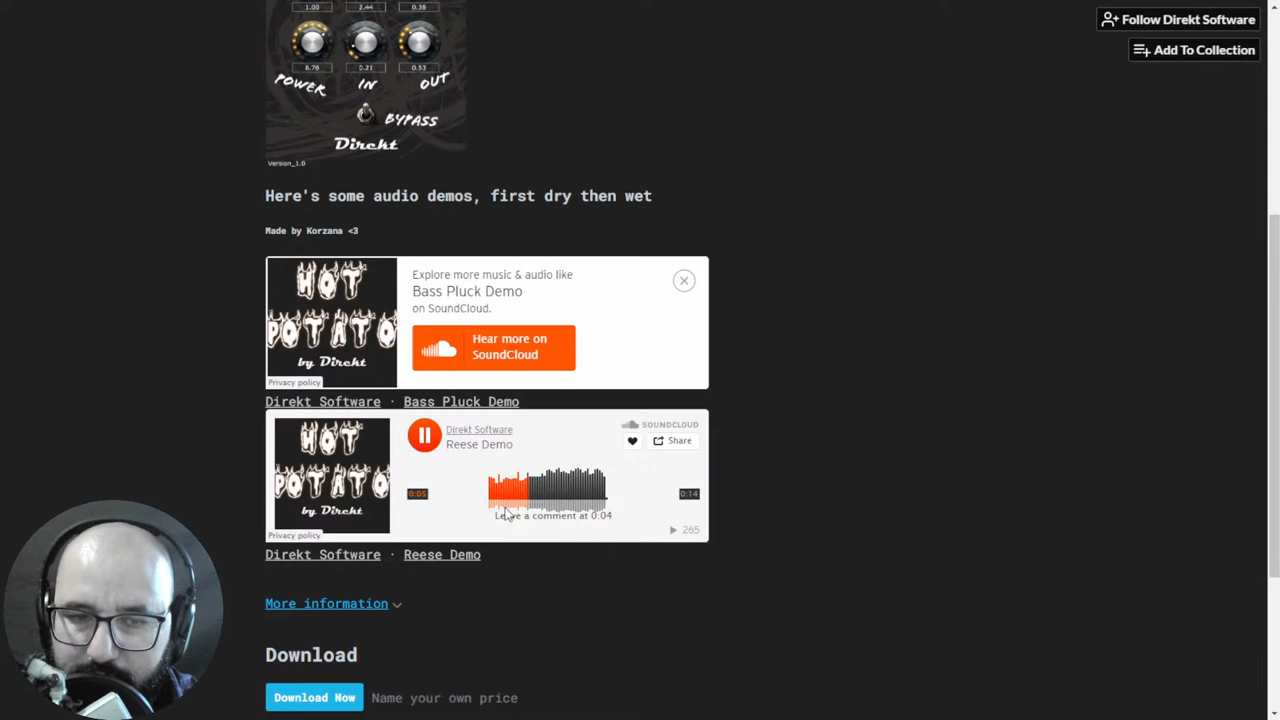 Follow Direkt Software
Add To Collection
1.00 2.44 0.38
6.76 0.21 0.53
POWER IN OUT
BYPASS
Direkt
Version_1.0
Here's some audio demos, first dry then wet
Made by Korzana <3
HOT
POTATO
by Direkt
Privacy policy
Explore more music & audio like
Bass Pluck Demo
on SoundCloud.
Hear more on
SoundCloud
Direkt Software · Bass Pluck Demo
HOT
POTATO
by Direkt
Privacy policy
Direkt Software
Reese Demo
SOUNDCLOUD
Share
0:05
0:14
Leave a comment at 0:04
265
Direkt Software · Reese Demo
More information
Download
Download Now Name your own price